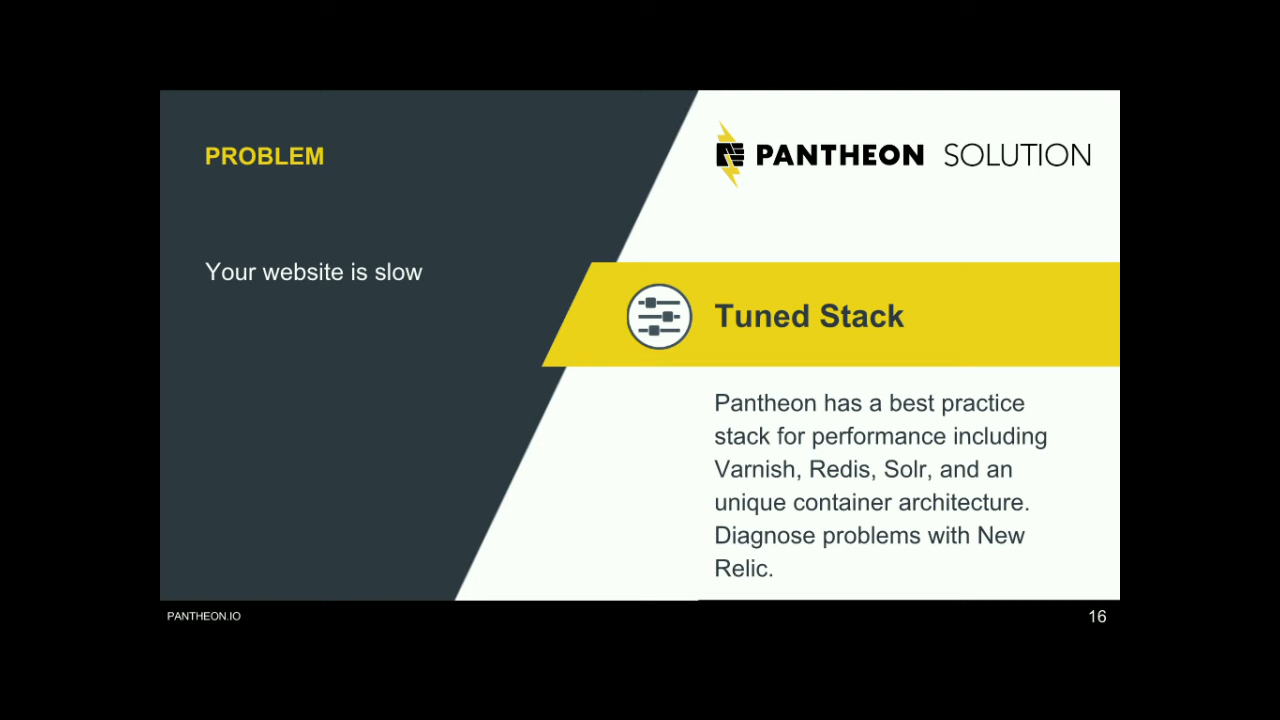 PROBLEM
Your website is slow
PANTHEON SOLUTION
Tuned Stack
Pantheon has a best practice
stack for performance including
Varnish, Redis, Solr, and an
unique container architecture.
Diagnose problems with New
Relic.
PANTHEON.IO
16